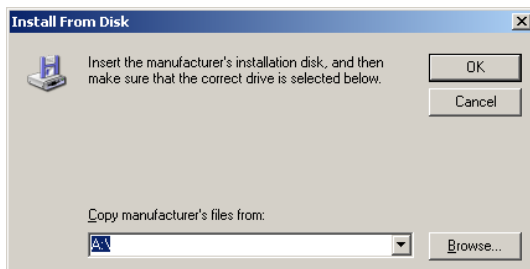 Install From Disk
Insert the manufacturer's installation disk, and then
make sure that the correct drive is selected below.
OK
Cancel
Copy manufacturer's files from:
A:\
Browse...